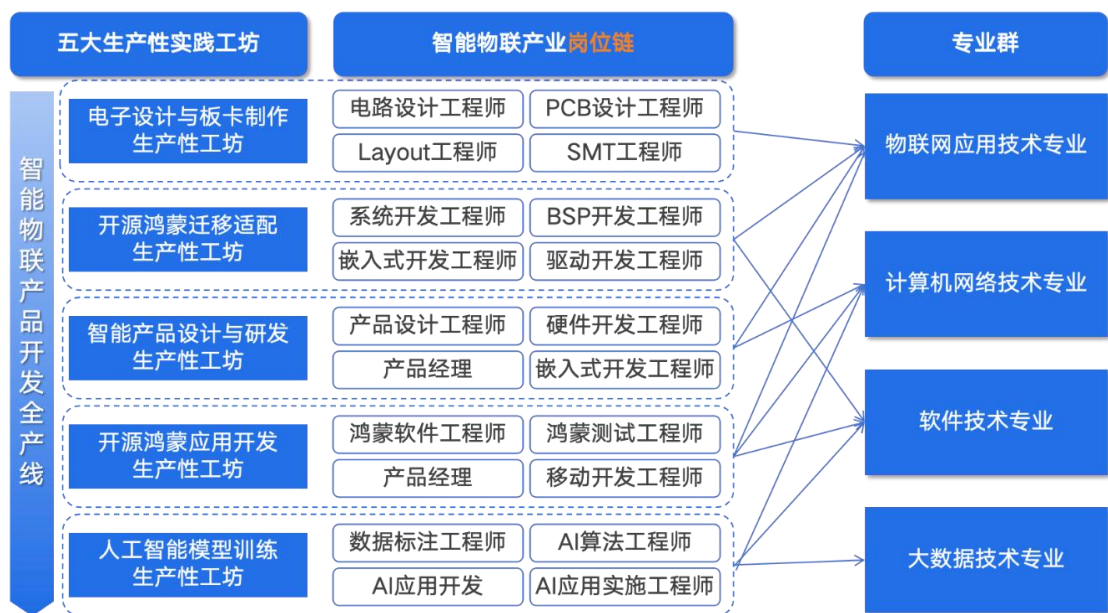 五大生产性实践工坊
智能物联产业岗位链
专业群
智能物联产品开发全产线
电子设计与板卡制作
生产性工坊
电路设计工程师
PCB设计工程师
Layout工程师
SMT工程师
开源鸿蒙迁移适配
生产性工坊
系统开发工程师
BSP开发工程师
嵌入式开发工程师
驱动开发工程师
智能产品设计与研发
生产性工坊
产品设计工程师
硬件开发工程师
产品经理
嵌入式开发工程师
开源鸿蒙应用开发
生产性工坊
鸿蒙软件工程师
鸿蒙测试工程师
产品经理
移动开发工程师
人工智能模型训练
生产性工坊
数据标注工程师
AI算法工程师
AI应用开发
AI应用实施工程师
物联网应用技术专业
计算机网络技术专业
软件技术专业
大数据技术专业